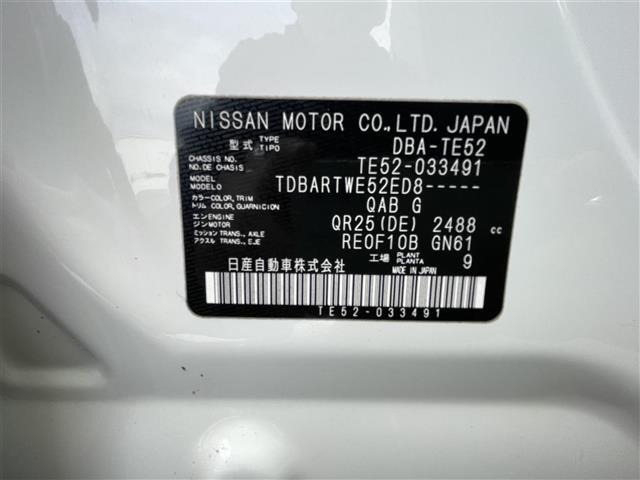 NISSAN MOTOR CO.,LTD. JAPAN
型式 TYPE TIPO DBA-TE52
CHASSIS NO. NO. DE CHASSIS TE52-033491
MODEL MODELO TDBARTWE52ED8-----
カラー COLOR, TRIM トリム COLOR, GUARNICION QAB G
エンジン ENGINE MOTOR QR25(DE) 2488 cc
ミッション TRANS., AXLE アクスル TRANS., EJE RE0F10B GN61
工場 PLANT PLANTA 9
日産自動車株式会社 MADE IN JAPAN
TE52-033491